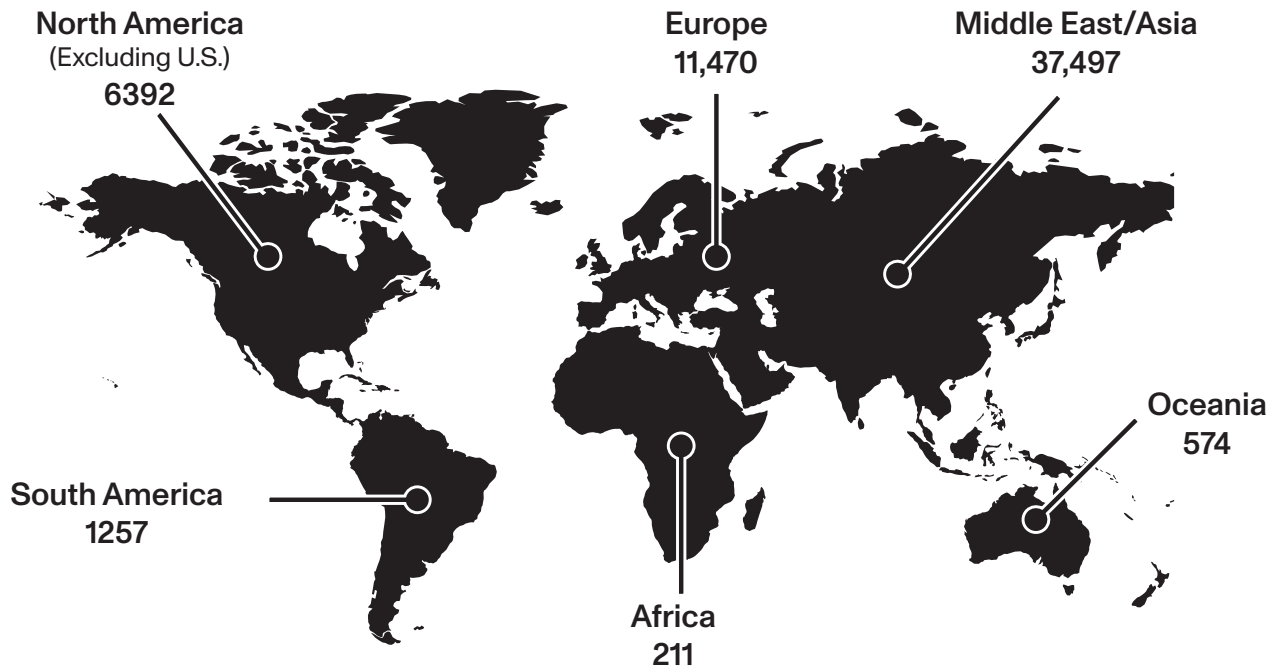 North America
(Excluding U.S.)
6392
Europe
11,470
Middle East/Asia
37,497
Oceania
574
South America
1257
Africa
211